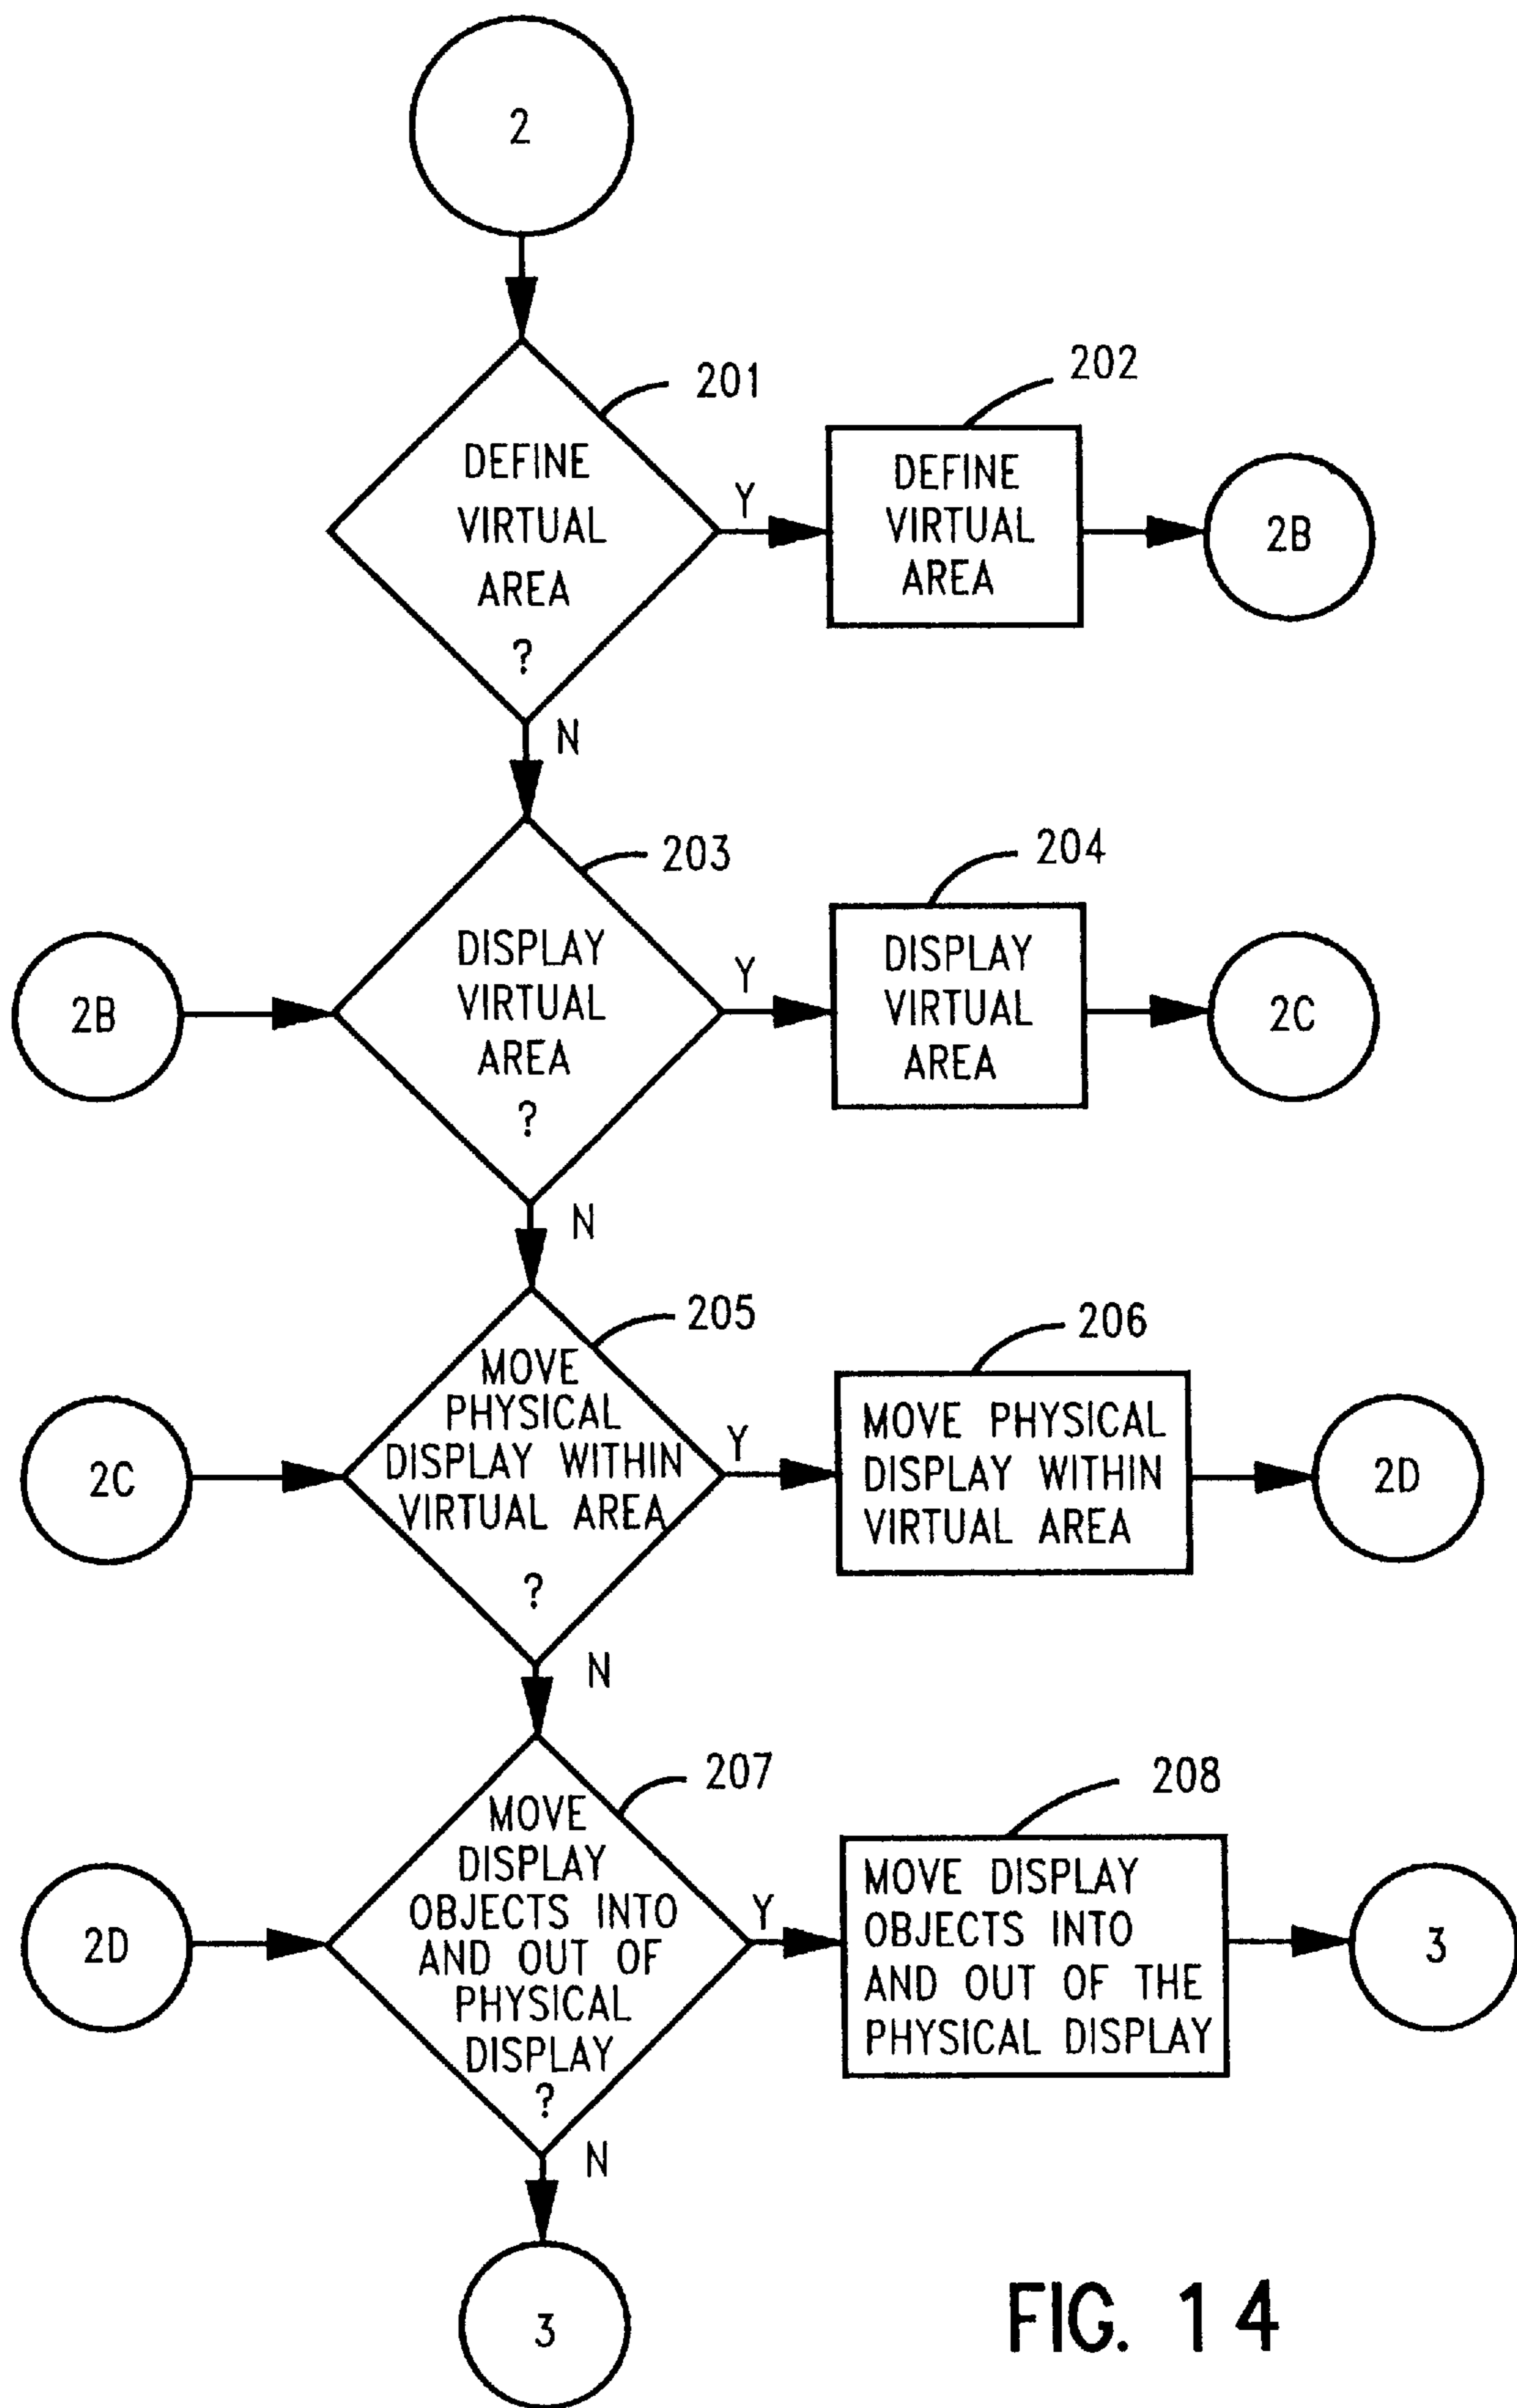 2
201
DEFINE
VIRTUAL
AREA
?
Y
202
DEFINE
VIRTUAL
AREA
2B
N
2B
203
DISPLAY
VIRTUAL
AREA
?
Y
204
DISPLAY
VIRTUAL
AREA
2C
N
2C
205
MOVE
PHYSICAL
DISPLAY WITHIN
VIRTUAL AREA
?
Y
206
MOVE PHYSICAL
DISPLAY WITHIN
VIRTUAL AREA
2D
N
2D
207
MOVE
DISPLAY
OBJECTS INTO
AND OUT OF
PHYSICAL
DISPLAY
?
Y
208
MOVE DISPLAY
OBJECTS INTO
AND OUT OF THE
PHYSICAL DISPLAY
3
N
3
FIG. 14